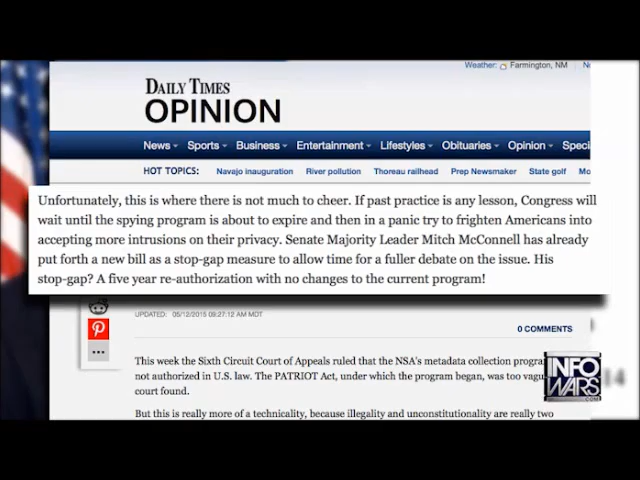 Weather: Farmington, NM
DAILY TIMES
OPINION
News Sports Business Entertainment Lifestyles Obituaries Opinion
HOT TOPICS: Navajo inauguration River pollution Thoreau railroad Prep Newsmaker State golf
Unfortunately, this is where there is not much to cheer. If past practice is any lesson, Congress will
wait until the spying program is about to expire and then in a panic try to frighten Americans into
accepting more intrusions on their privacy. Senate Majority Leader Mitch McConnell has already
put forth a new bill as a stop-gap measure to allow time for a fuller debate on the issue. His
stop-gap? A five year re-authorization with no changes to the current program!
UPDATED: 05/12/2015 09:27:12 AM MDT
0 COMMENTS
This week the Sixth Circuit Court of Appeals ruled that the NSA's metadata collection
not authorized in U.S. law. The PATRIOT Act, under which the program began, was too
court found.
But this is really more of a technicality, because illegality and unconstitutionality are really two
INFO
WARS
.COM
14